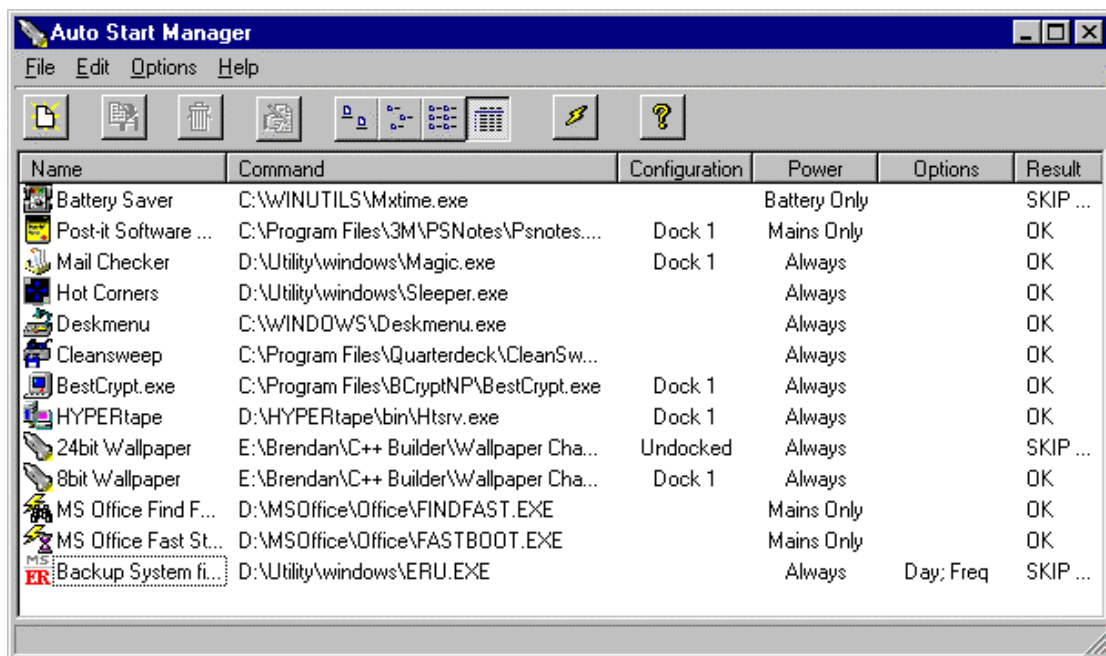 Auto Start Manager
File Edit Options Help
Name Command Configuration Power Options Result
Battery Saver C:\WINUTILS\Mxtime.exe Battery Only SKIP ...
Post-it Software ... C:\Program Files\3M\PSNotes\Psnotes.... Dock 1 Mains Only OK
Mail Checker D:\Utility\windows\Magic.exe Dock 1 Always OK
Hot Corners D:\Utility\windows\Sleeper.exe Always OK
Deskmenu C:\WINDOWS\Deskmenu.exe Always OK
Cleansweep C:\Program Files\Quarterdeck\CleanSw... Always OK
BestCrypt.exe C:\Program Files\BCryptNP\BestCrypt.exe Dock 1 Always OK
HYPERtape D:\HYPERtape\bin\Htsrv.exe Dock 1 Always OK
24bit Wallpaper E:\Brendan\C++ Builder\Wallpaper Cha... Undocked Always SKIP ...
8bit Wallpaper E:\Brendan\C++ Builder\Wallpaper Cha... Dock 1 Always OK
MS Office Find F... D:\MSOffice\Office\FINDFAST.EXE Mains Only OK
MS Office Fast St... D:\MSOffice\Office\FASTBOOT.EXE Mains Only OK
MS ER Backup System fi... D:\Utility\windows\ERU.EXE Always Day; Freq SKIP ...